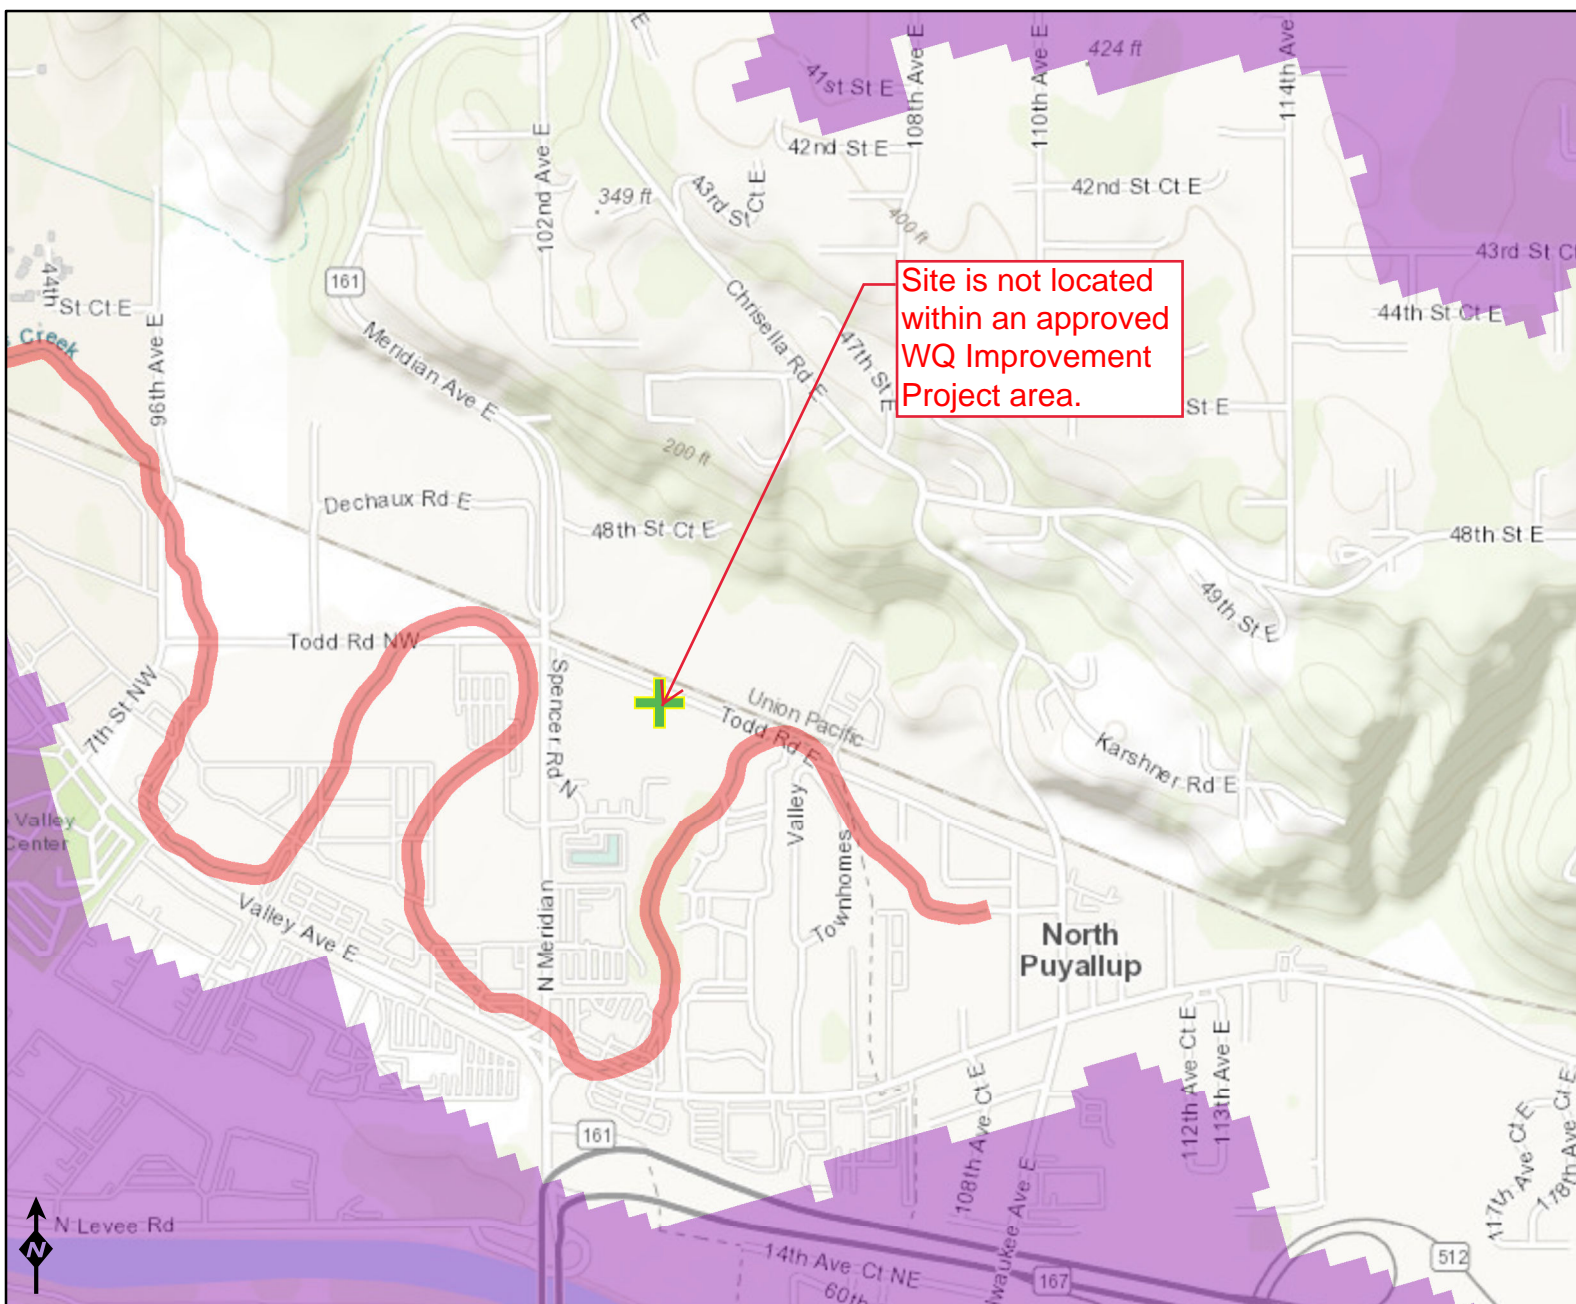 41st St E
108th Ave E
110th Ave E
424 ft
114th Ave
42nd St E
42nd St Ct E
102nd Ave E
349 ft
43rd St
Ct E
400 ft
43rd St Ct
44th
St Ct E
161
Creek
96th Ave E
Meridian Ave E
Chrisella Rd E
47th St E
Site is not located
within an approved
WQ Improvement
Project area.
44th St Ct E
St E
200 ft
Dechaux Rd E
48th St Ct E
48th St E
49th St E
Todd Rd NW
7th St NW
Spencer Rd N
Union Pacific
Todd Rd E
Karshner Rd E
Valley
Center
Valley
Townhomes
Valley Ave E
N Meridian
North
Puyallup
161
108th Ave Ct E
112th Ave Ct E
113th Ave E
117th Ave Ct E
118th Ave Ct E
N Levee Rd
N
14th Ave Ct NE
60th
waukee Ave E
167
512